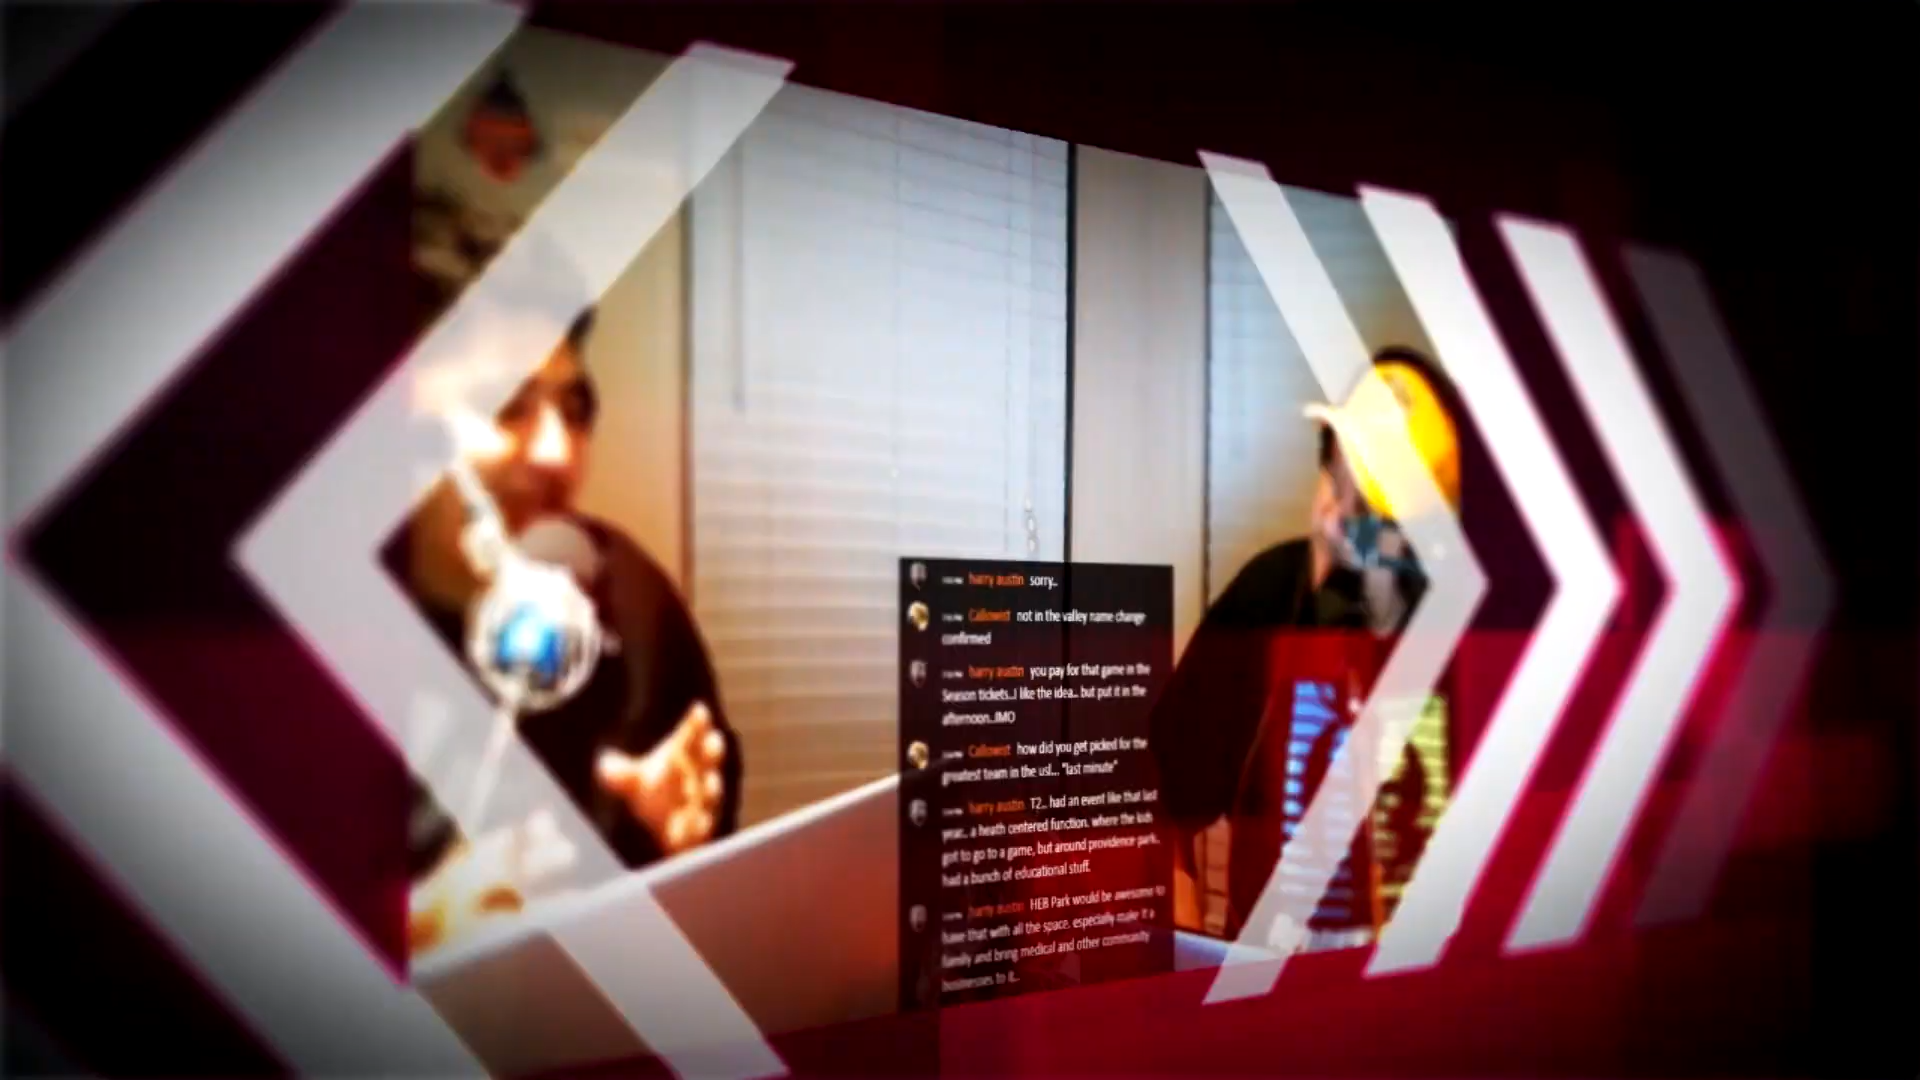 harry austin sorry..
Callowist not in the valley name change
confirmed
harry austin you pay for that game in the
Season tickets..I like the idea.. but put it in the
afternoon..IMO
Callowist how did you get picked for the
greatest team in the usl... "last minute"
harry austin T2.. had an event like that last
year.. a heath centered function. where the kids
got to go to a game, but around providence park..
had a bunch of educational stuff.
harry austin HEB Park would be awesome to
have that with all the space. especially make it a
family and bring medical and other community
businesses to it..